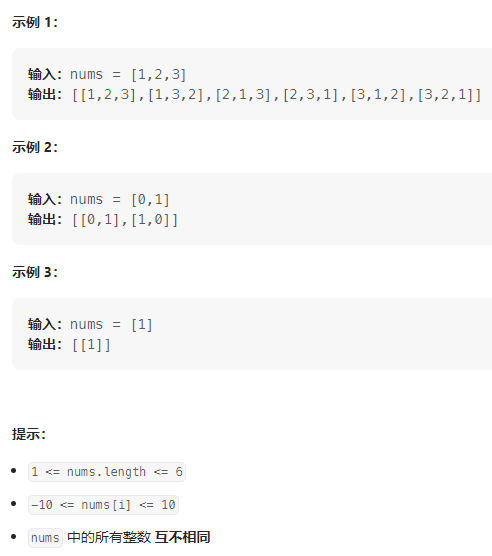 示例 1：
输入：nums = [1,2,3]
输出：[[1,2,3],[1,3,2],[2,1,3],[2,3,1],[3,1,2],[3,2,1]]
示例 2：
输入：nums = [0,1]
输出：[[0,1],[1,0]]
示例 3：
输入：nums = [1]
输出：[[1]]
提示：
• 1 <= nums.length <= 6
• -10 <= nums[i] <= 10
• nums 中的所有整数 互不相同